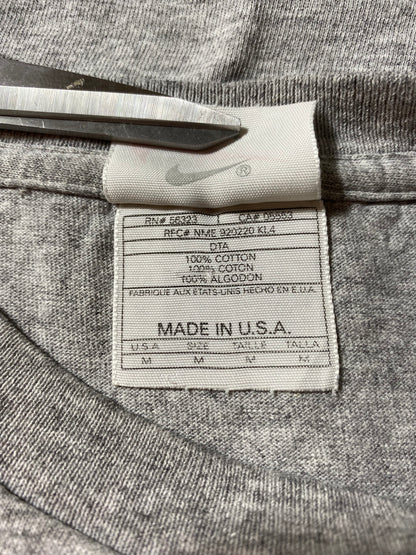 ®
RN# 56323 CA# 05553
RFC# NME 920220 KL4
DTA
100% COTTON
100% COTON
100% ALGODON
FABRIQUE AUX ETATS-UNIS HECHO EN E.U.A.
MADE IN U.S.A.
U.S.A SIZE TAILLE TALLA
M M M M